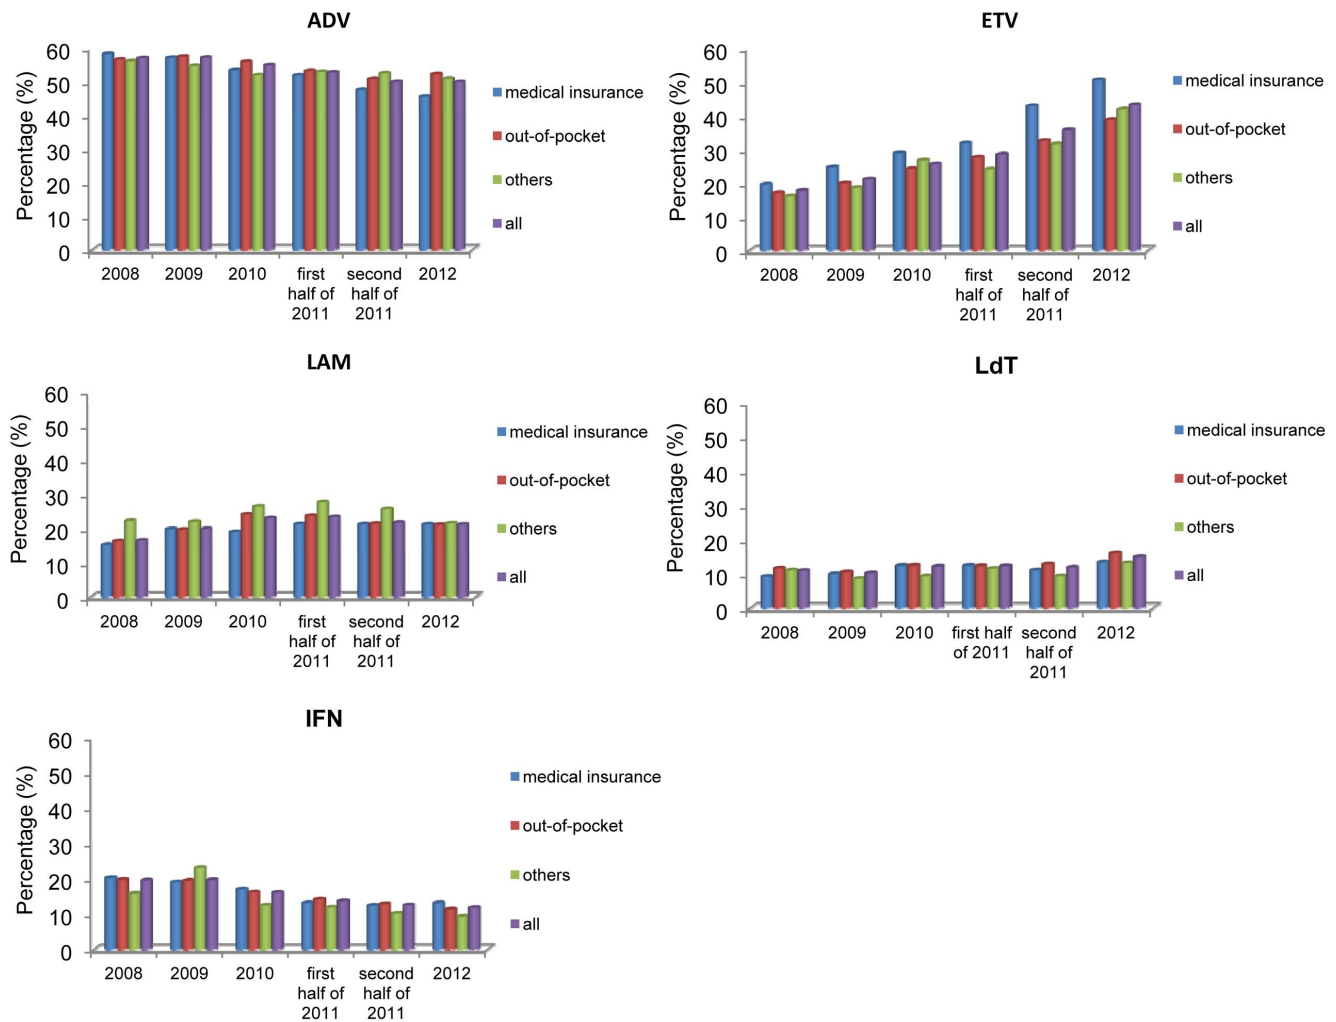 ADV
Percentage (%)
60
50
40
30
20
10
0
2008
2009
2010
first
half of
2011
second
half of
2011
2012
medical insurance
out-of-pocket
others
all
ETV
Percentage (%)
60
50
40
30
20
10
0
2008
2009
2010
first
half of
2011
second
half of
2011
2012
medical insurance
out-of-pocket
others
all
LAM
Percentage (%)
60
50
40
30
20
10
0
2008
2009
2010
first
half of
2011
second
half of
2011
2012
medical insurance
out-of-pocket
others
all
LdT
Percentage (%)
60
50
40
30
20
10
0
2008
2009
2010
first half
of 2011
second
half of
2011
2012
medical insurance
out-of-pocket
others
all
IFN
Percentage (%)
60
50
40
30
20
10
0
2008
2009
2010
first
half of
2011
second
half of
2011
2012
medical insurance
out-of-pocket
others
all